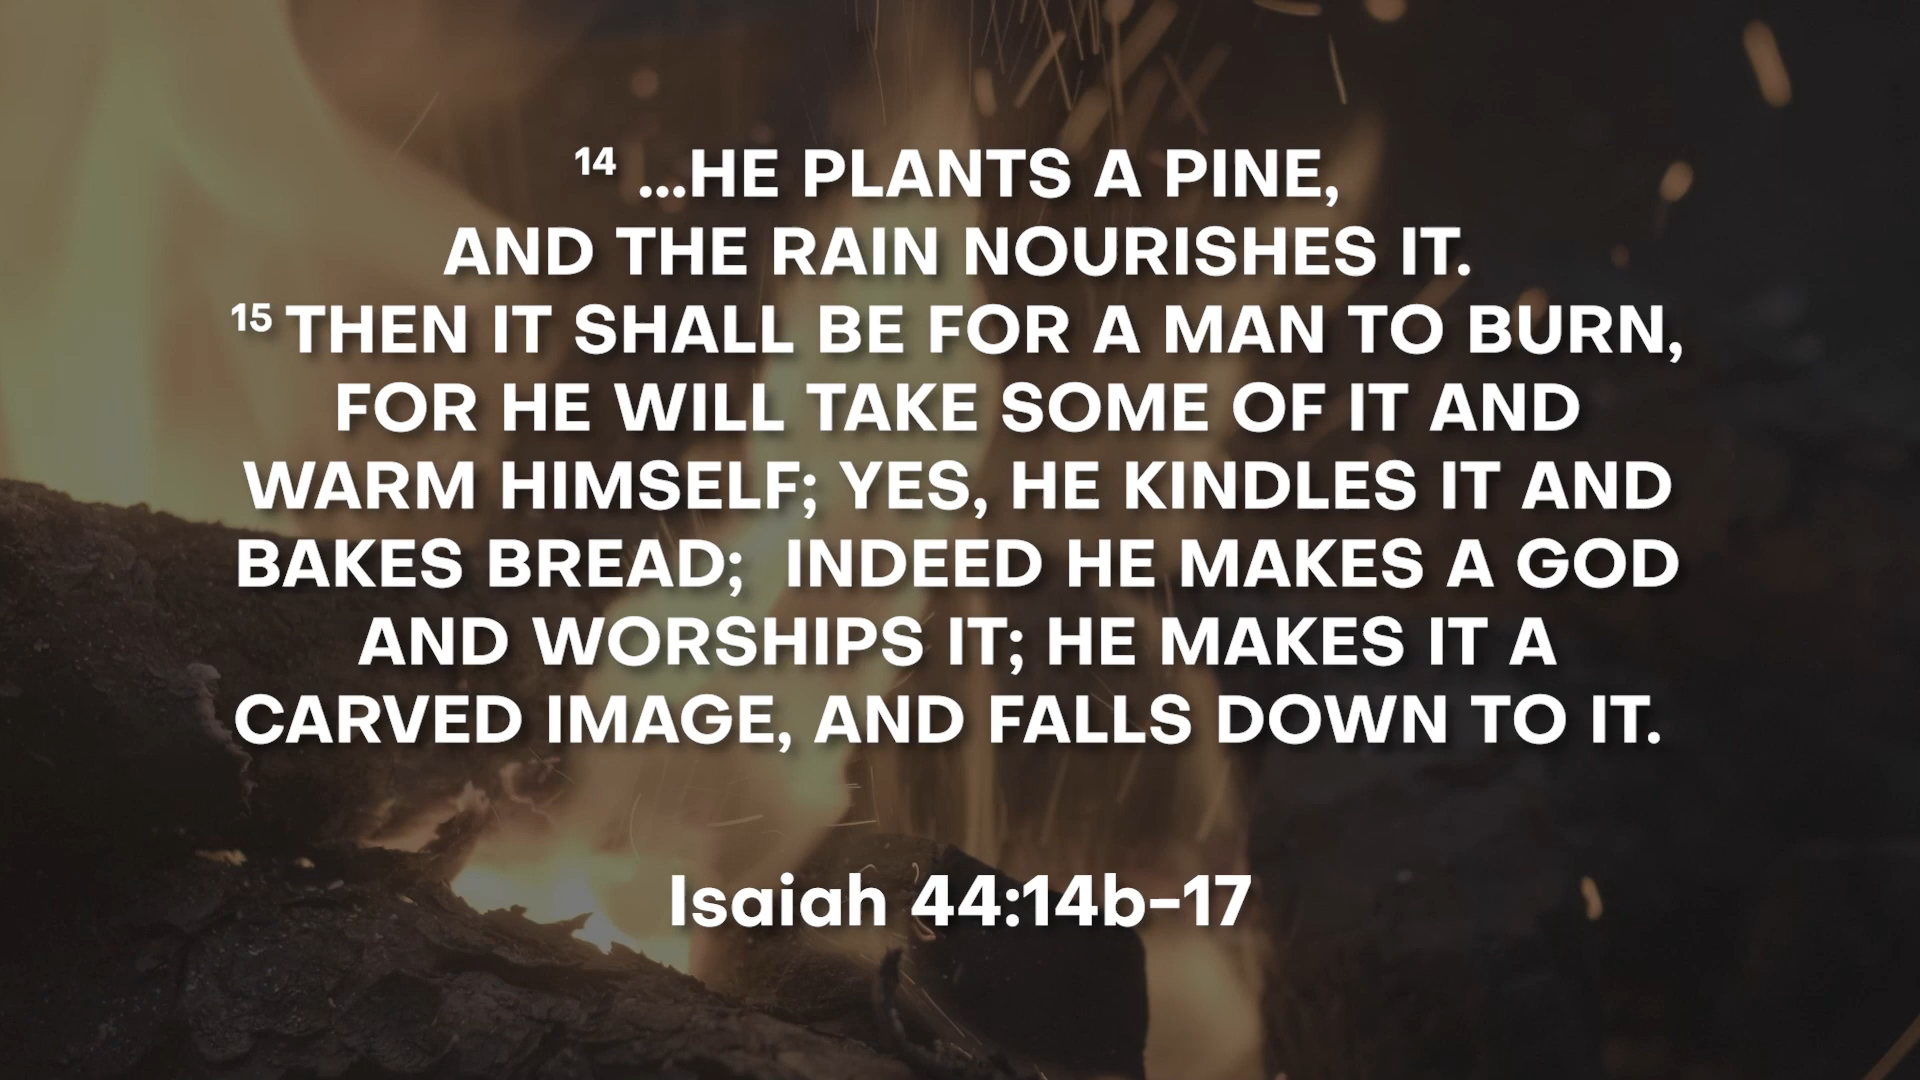 14 ...HE PLANTS A PINE,
AND THE RAIN NOURISHES IT.
15 THEN IT SHALL BE FOR A MAN TO BURN,
FOR HE WILL TAKE SOME OF IT AND
WARM HIMSELF; YES, HE KINDLES IT AND
BAKES BREAD;  INDEED HE MAKES A GOD
AND WORSHIPS IT; HE MAKES IT A
CARVED IMAGE, AND FALLS DOWN TO IT.
Isaiah 44:14b-17